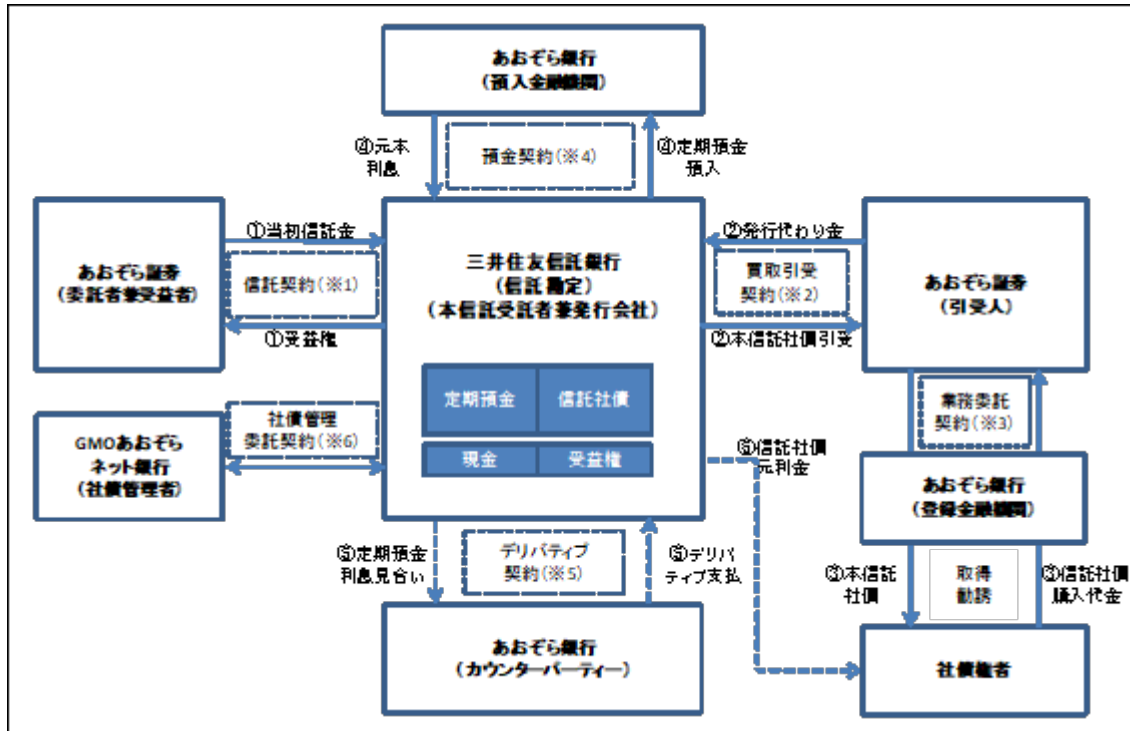 あおぞら銀行
(預入金融機関)
④元本
利息
預金契約(※4)
④定期預金
預入
あおぞら証券
(委託者兼受益者)
①当初信託金
信託契約(※1)
①受益権
三井住友信託銀行
(信託勘定)
(本信託受託者兼発行会社)
定期預金
信託社債
現金
受益権
②発行代わり金
買取引受
契約(※2)
②本信託社債引受
あおぞら証券
(引受人)
GMOあおぞら
ネット銀行
(社債管理者)
社債管理
委託契約(※6)
業務委託
契約(※3)
⑥信託社債
元利金
あおぞら銀行
(登録金融機関)
⑤定期預金
利息見合い
デリバティブ
契約(※5)
⑤デリバ
ティブ支払
③本信託
社債
取得
勧誘
③信託社債
購入代金
あおぞら銀行
(カウンターパーティー)
社債権者